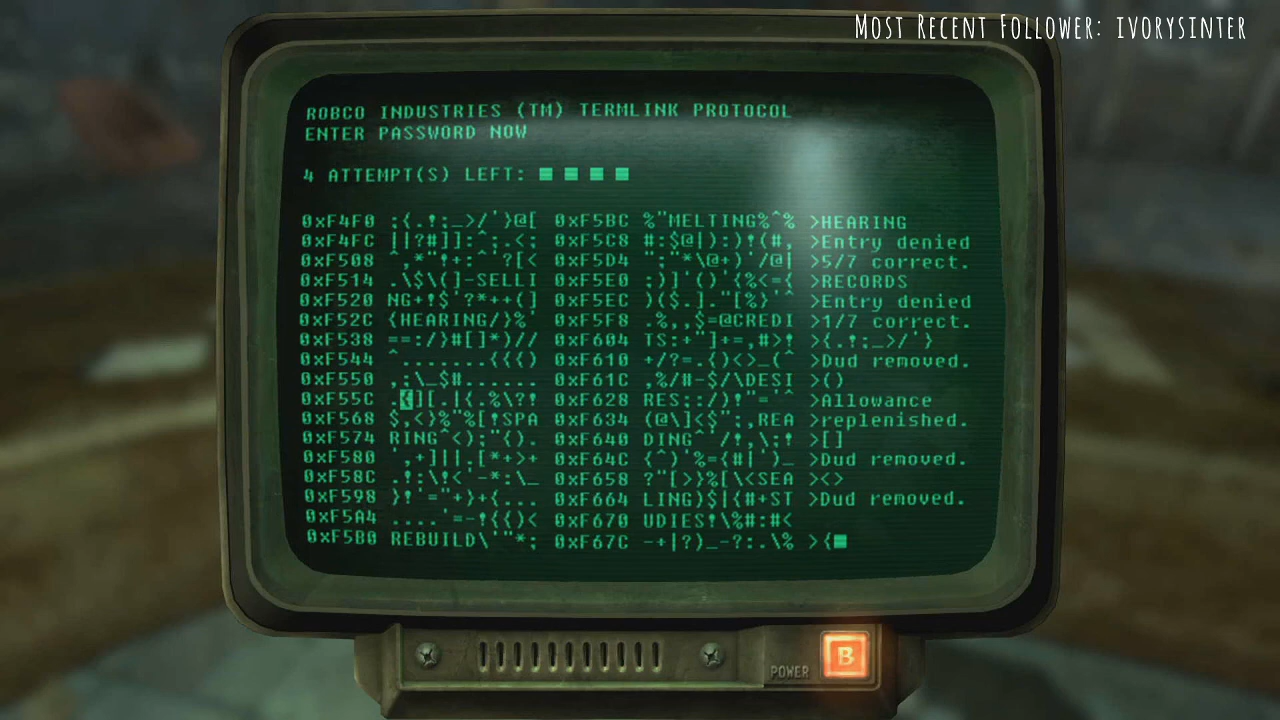 MOST RECENT FOLLOWER: IVORYSINTER
ROBCO INDUSTRIES (TM) TERMLINK PROTOCOL
ENTER PASSWORD NOW
4 ATTEMPT(S) LEFT: ■ ■ ■ ■
0xF4F0 ;{.!:_>/'}@[ 0xF5BC %"MELTING%^% >HEARING
0xF4FC ||?#]]:^;.<: 0xF5C8 #:$@|):)!(#, >Entry denied
0xF508 ^,*"!+:^'?[< 0xF5D4 ";"*\@+)'/@| >5/7 correct.
0xF514 .\$\(]-SELLI 0xF5E0 ;)]'()'{%<={ >RECORDS
0xF520 NG+!$'?*++(] 0xF5EC )($.]."[%}'^ >Entry denied
0xF52C {HEARING/}%' 0xF5F8 .%,,$=@CREDI >1/7 correct.
0xF538 ==:/}#[]*)// 0xF604 TS:+"]+=,#>! >{.!:_>/'}
0xF544 ^.......{{{} 0xF610 +/?=.{)<>_(^ >Dud removed.
0xF550 ,;\_$#...... 0xF61C ,%/#-$/\DESI >()
0xF55C .{][.|{.%\?! 0xF628 RES;:/)!"='^ >Allowance
0xF568 $,<}%"%[!SPA 0xF634 (@\]<$";,REA >replenished.
0xF574 RING^<);"{). 0xF640 DING^"/!,\;! >[]
0xF580 ',+]||.[*+>+ 0xF64C {^)'%={#|')_ >Dud removed.
0xF58C .!:\!<'-*:\_ 0xF658 ?"[>}%[\<SEA ><>
0xF598 }!'="+}+{... 0xF664 LING)$|{#+ST >Dud removed.
0xF5A4 ....'=-!{{)< 0xF670 UDIES!\%#:#<
0xF5B0 REBUILD\'"*; 0xF67C -+|?)_-?:.\% >{■
POWER
B